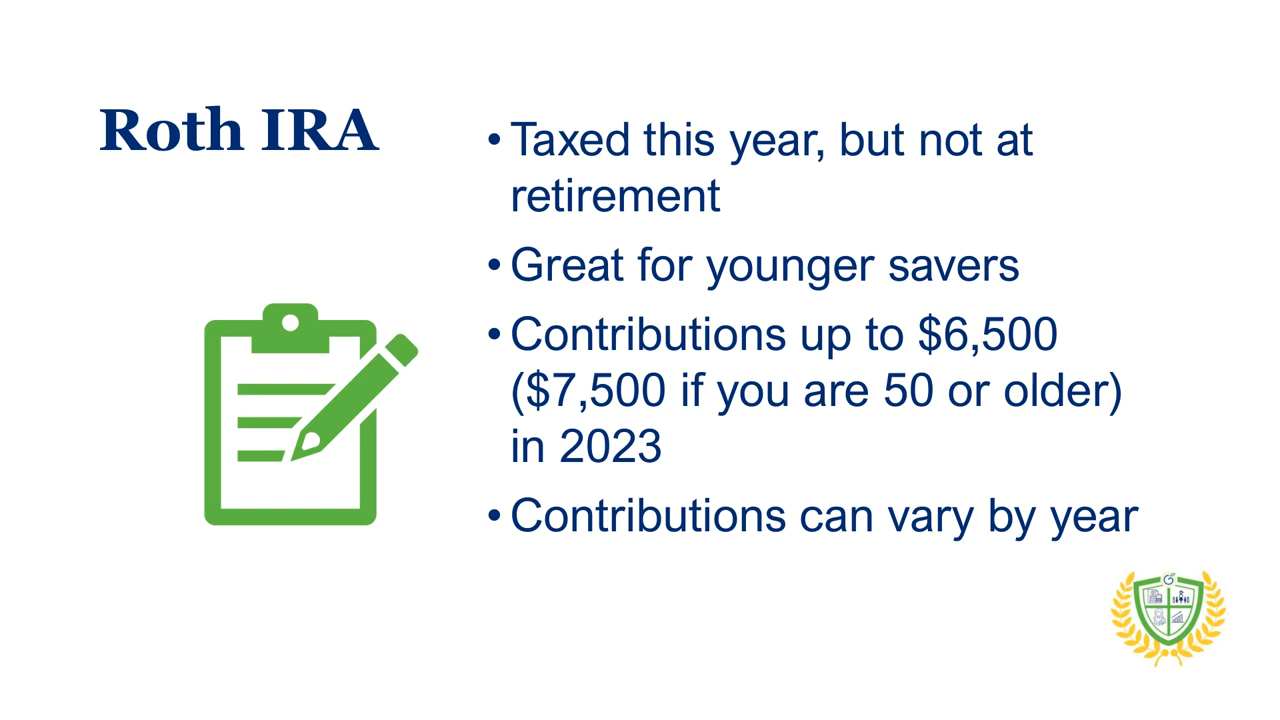 Roth IRA
• Taxed this year, but not at
retirement
• Great for younger savers
• Contributions up to $6,500
($7,500 if you are 50 or older)
in 2023
• Contributions can vary by year